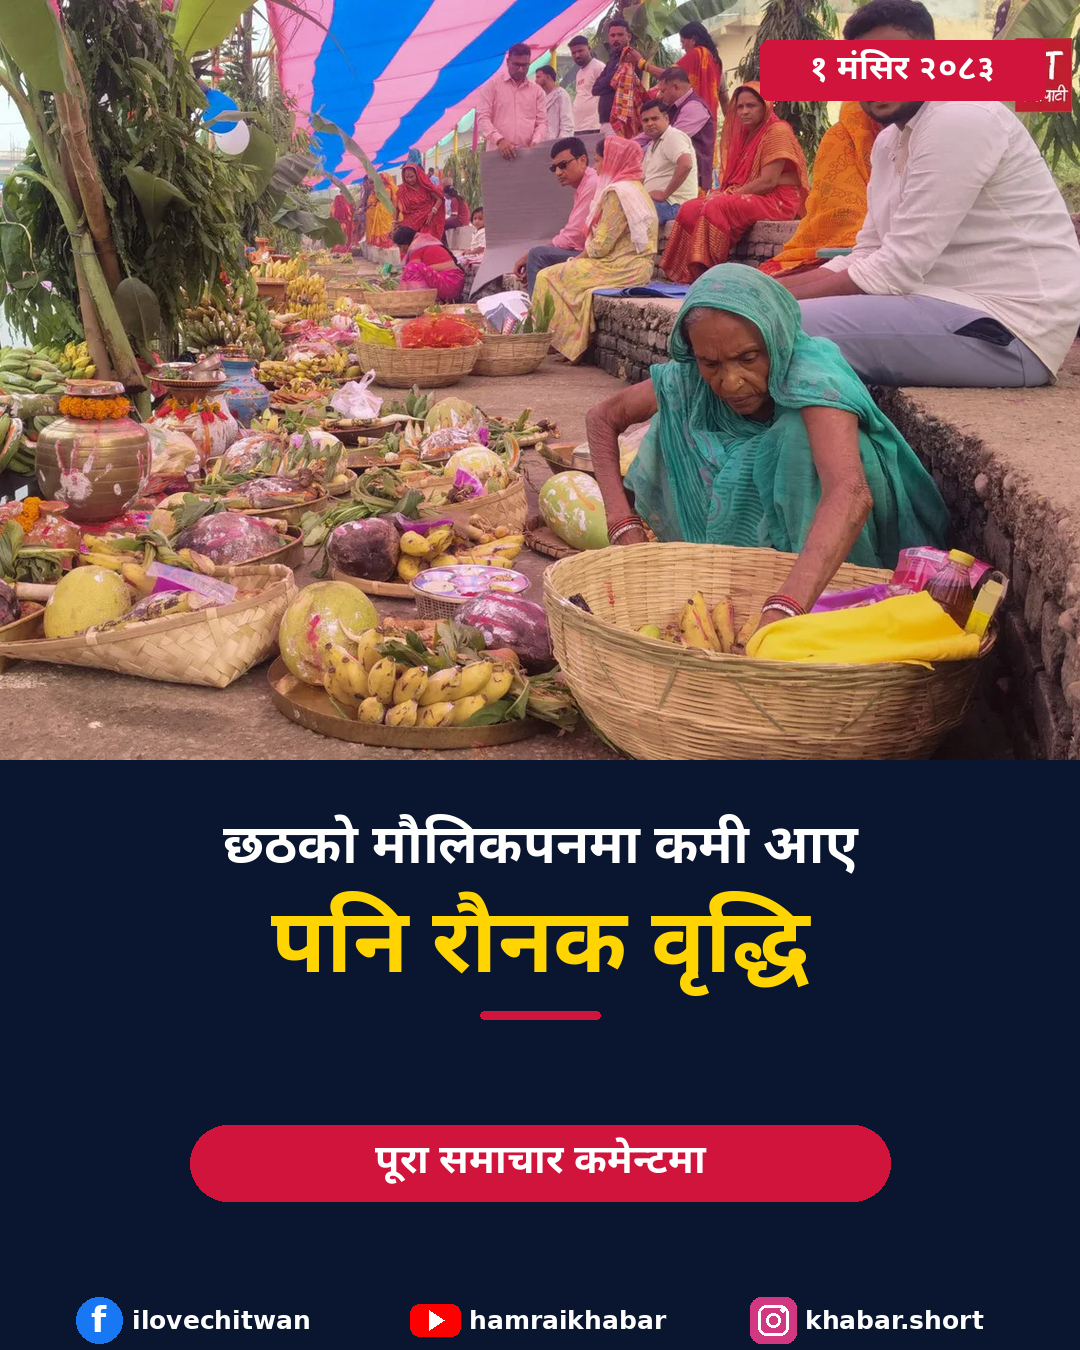 १ मंसिर २०८३
T
पाटी
छठको मौलिकपनमा कमी आए
पनि रौनक वृद्धि
पूरा समाचार कमेन्टमा
ilovechitwan
hamraikhabar
khabar.short